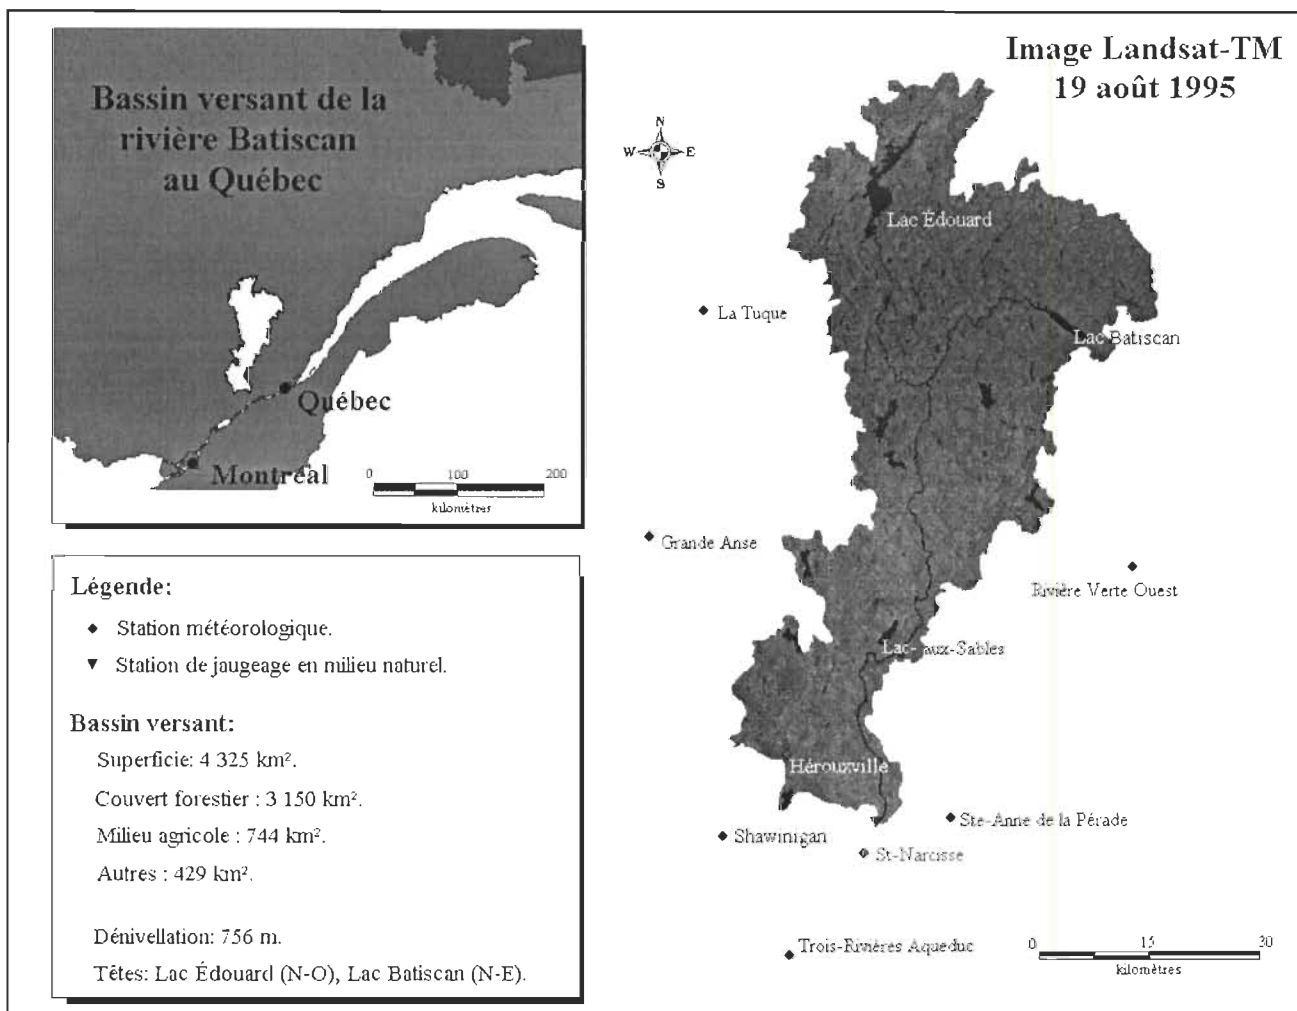 Bassin versant de la
rivière Batiscan
au Québec
Québec
Montréal
0 100 200
kilomètres
Légende:
Station météorologique.
Station de jaugeage en milieu naturel.
Bassin versant:
Superficie: 4 325 km².
Couvert forestier : 3 150 km².
Milieu agricole : 744 km².
Autres : 429 km².
Dénivellation: 756 m.
Têtes: Lac Édouard (N-O), Lac Batiscan (N-E).
Image Landsat-TM
19 août 1995
N
W E
S
Lac Édouard
La Tuque
Lac Batiscan
Grande Anse
Rivière Verte Ouest
Lac-aux-Sables
Hérouxville
Ste-Anne de la Pérade
Shawinigan
St-Narcisse
Trois-Rivières Aqueduc
0 15 30
kilomètres